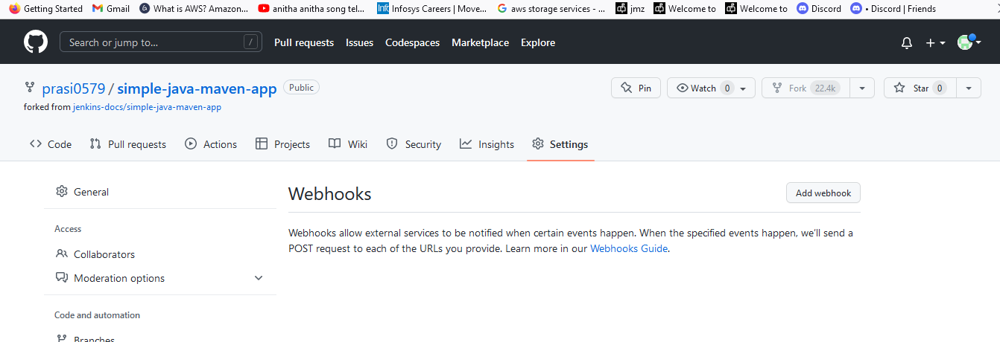 Getting Started Gmail What is AWS? Amazon... anitha anitha song tel... Infosys Careers | Move... aws storage services - ... jmz Welcome to Welcome to Discord • Discord | Friends
Search or jump to... / Pull requests Issues Codespaces Marketplace Explore
prasi0579 / simple-java-maven-app Public Pin Watch 0 Fork 22.4k Star 0
forked from jenkins-docs/simple-java-maven-app
Code Pull requests Actions Projects Wiki Security Insights Settings
General
Webhooks Add webhook
Access
Webhooks allow external services to be notified when certain events happen. When the specified events happen, we'll send a
POST request to each of the URLs you provide. Learn more in our Webhooks Guide.
Collaborators
Moderation options
Code and automation
Branches